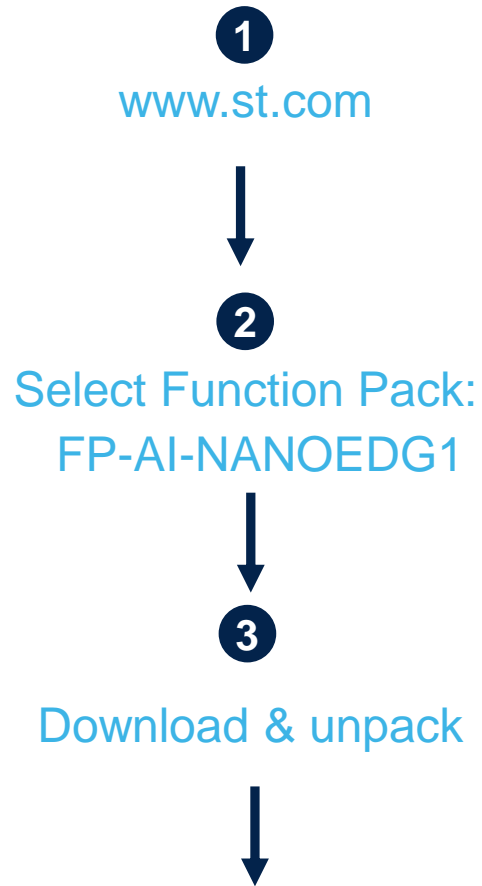 1
www.st.com
2
Select Function Pack:
FP-AI-NANOEDG1
3
Download & unpack